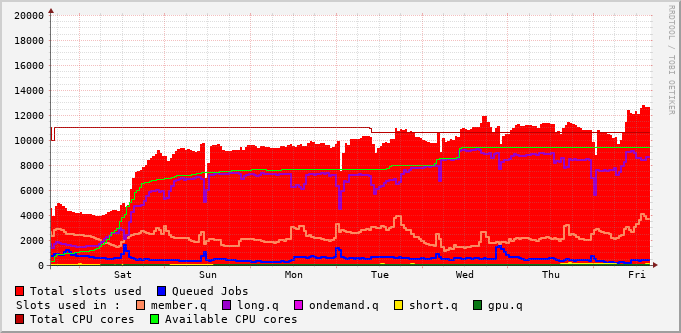 RRDTOOL / TOBI OETIKER
20000
18000
16000
14000
12000
10000
8000
6000
4000
2000
0
Sat Sun Mon Tue Wed Thu Fri
Total slots used Queued Jobs
Slots used in : member.q long.q ondemand.q short.q gpu.q
Total CPU cores Available CPU cores